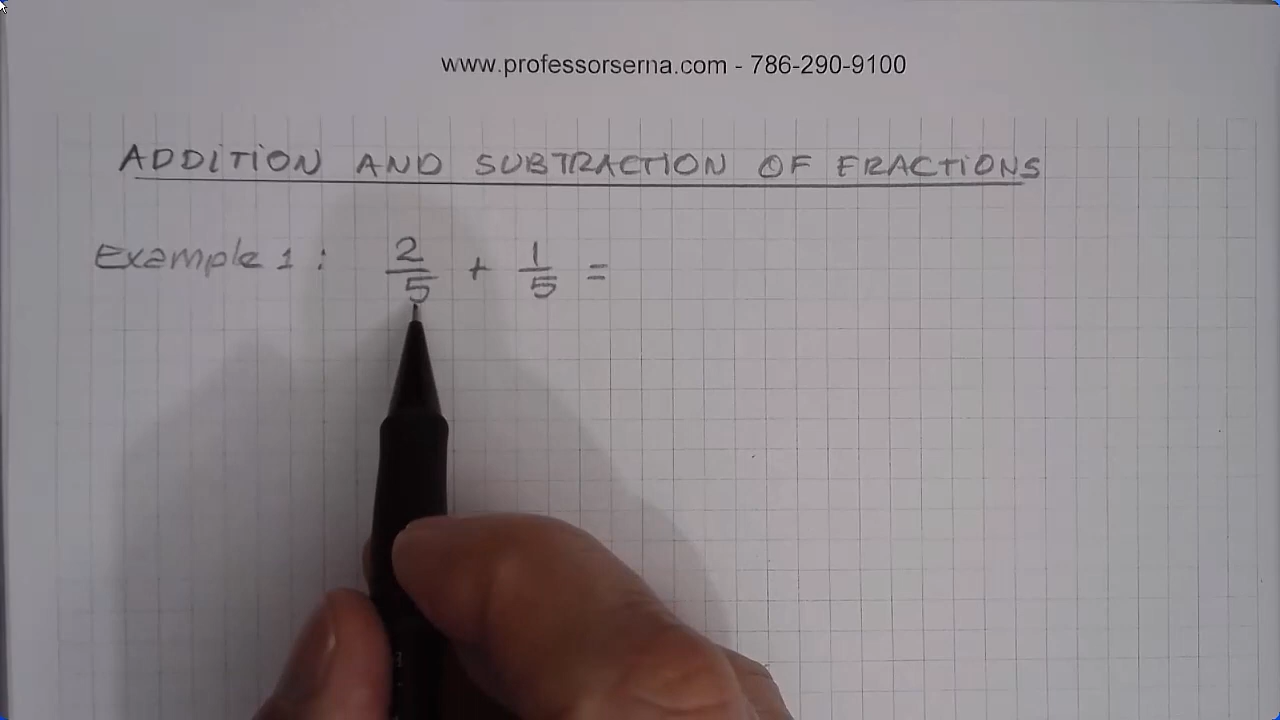 www.professorserna.com - 786-290-9100
ADDITION AND SUBTRACTION OF FRACTIONS
Example 1 : 2/5 + 1/5 =